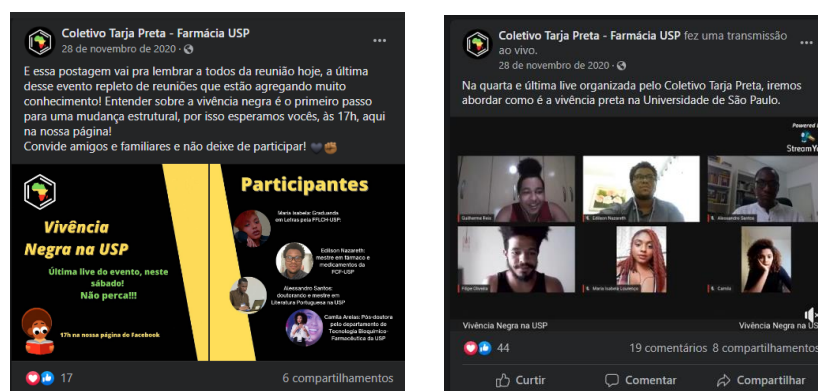 Coletivo Tarja Preta - Farmácia USP
28 de novembro de 2020 ·
E essa postagem vai pra lembrar a todos da reunião hoje, a última
desse evento repleto de reuniões que estão agregando muito
conhecimento! Entender sobre a vivência negra é o primeiro passo
para uma mudança estrutural, por isso esperamos vocês, às 17h, aqui
na nossa página!
Convide amigos e familiares e não deixe de participar!
Vivência
Negra na USP
Última live do evento, neste
sábado!
Não perca!!!
17h na nossa página do Facebook
Participantes
Maria Isabela: Graduanda
em Letras pela FFLCH-USP.
Edilson Nazareth:
mestre em fármaco e
medicamentos da
FCF-USP
Alessandro Santos:
doutorando e mestre em
Literatura Portuguesa na USP
Camila Areias: Pós-doutora
pelo departamento de
Tecnologia Bioquímico-
Farmacêutica da USP
17
6 compartilhamentos
Coletivo Tarja Preta - Farmácia USP fez uma transmissão
ao vivo.
28 de novembro de 2020 ·
Na quarta e última live organizada pelo Coletivo Tarja Preta, iremos
abordar como é a vivência preta na Universidade de São Paulo.
Powered
StreamY
Guilherme Reis
Edilson Nazareth
Alessandro Santos
Filipe Oliveira
Maria Isabela Lourenço
Camila
Vivência Negra na USP
Vivência Negra na US
44
19 comentários 8 compartilhamentos
Curtir
Comentar
Compartilhar